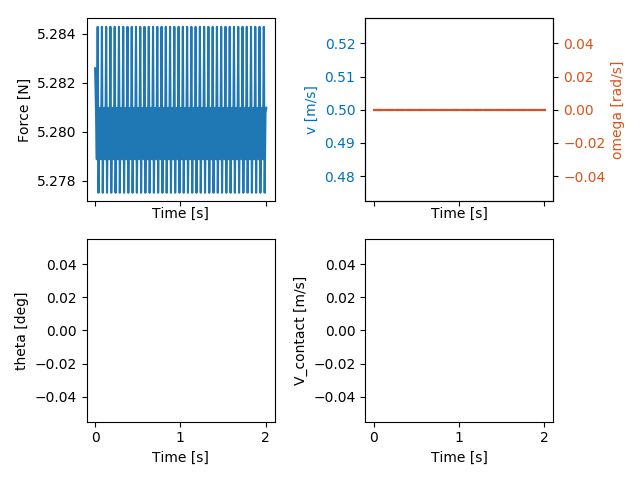 5.284
5.282
5.280
5.278
Force [N]
Time [s]
0.52
0.51
0.50
0.49
0.48
v [m/s]
0.04
0.02
0.00
−0.02
−0.04
omega [rad/s]
Time [s]
0.04
0.02
0.00
−0.02
−0.04
theta [deg]
0 1 2
Time [s]
0.04
0.02
0.00
−0.02
−0.04
V_contact [m/s]
0 1 2
Time [s]